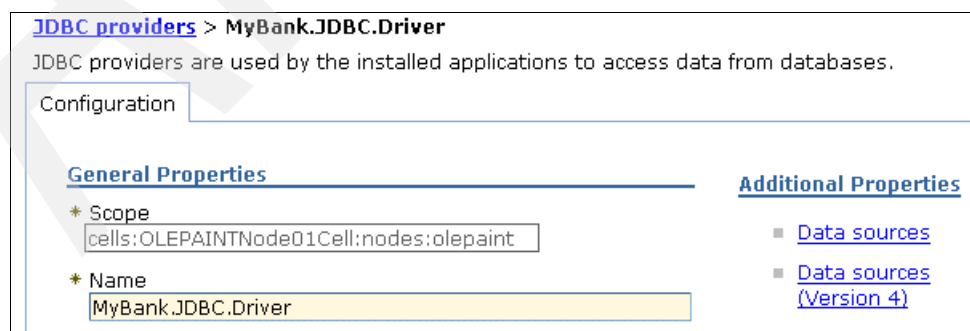 JDBC providers > MyBank.JDBC.Driver
JDBC providers are used by the installed applications to access data from databases.
Configuration
General Properties
* Scope
cells:OLEPAINTNode01Cell:nodes:olepaint
* Name
MyBank.JDBC.Driver
Additional Properties
Data sources
Data sources
(Version 4)